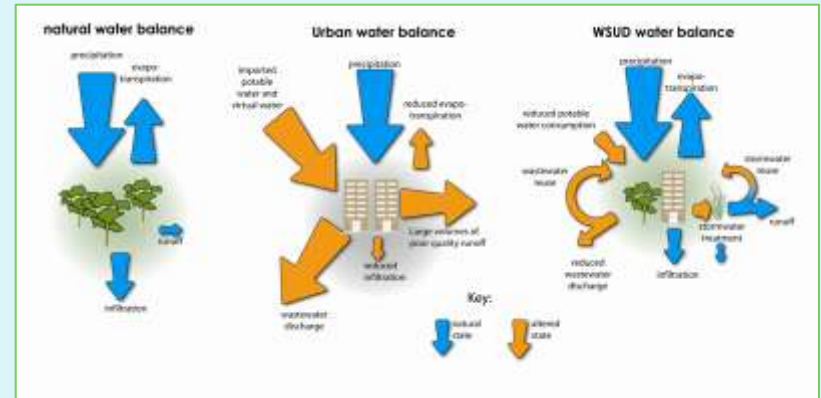 natural water balance
precipitation
evapo-
transpiration
runoff
infiltration
Urban water balance
imported
potable
water and
virtual water
precipitation
reduced evapo-
transpiration
Large volumes of
poor quality runoff
reduced
infiltration
wastewater
discharge
WSUD water balance
precipitation
evapo-
transpiration
reduced potable
water consumption
wastewater
reuse
stormwater
reuse
runoff
stormwater
treatment
infiltration
reduced
wastewater
discharge
Key:
natural
state
altered
state